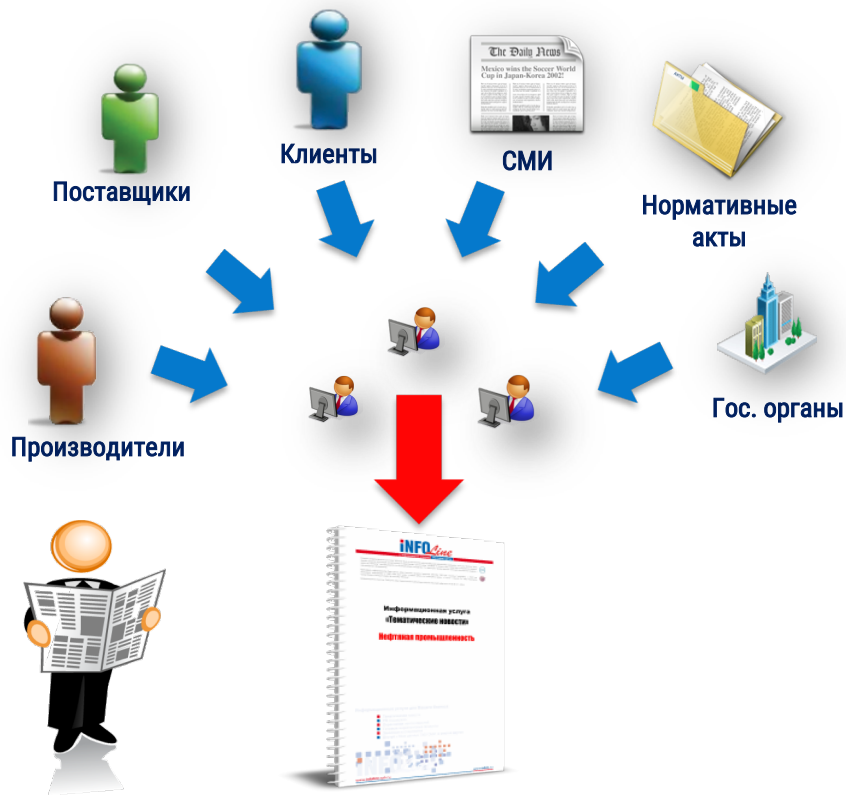 Клиенты
The Daily News
Mexico wins the Soccer World
Cup in Japan-Korea 2002!
СМИ
Поставщики
АКТЫ
Нормативные
акты
Гос. органы
Производители
iNFOLine
Информационная услуга
«Тематические новости»
Нефтяная промышленность